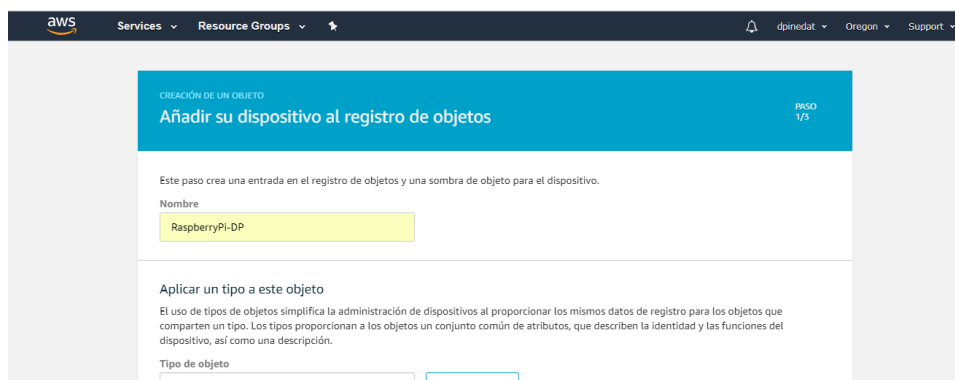 aws Services Resource Groups dpinedat Oregon Support
CREACIÓN DE UN OBJETO
Añadir su dispositivo al registro de objetos
PASO
1/3
Este paso crea una entrada en el registro de objetos y una sombra de objeto para el dispositivo.
Nombre
RaspberryPi-DP
Aplicar un tipo a este objeto
El uso de tipos de objetos simplifica la administración de dispositivos al proporcionar los mismos datos de registro para los objetos que
comparten un tipo. Los tipos proporcionan a los objetos un conjunto común de atributos, que describen la identidad y las funciones del
dispositivo, así como una descripción.
Tipo de objeto